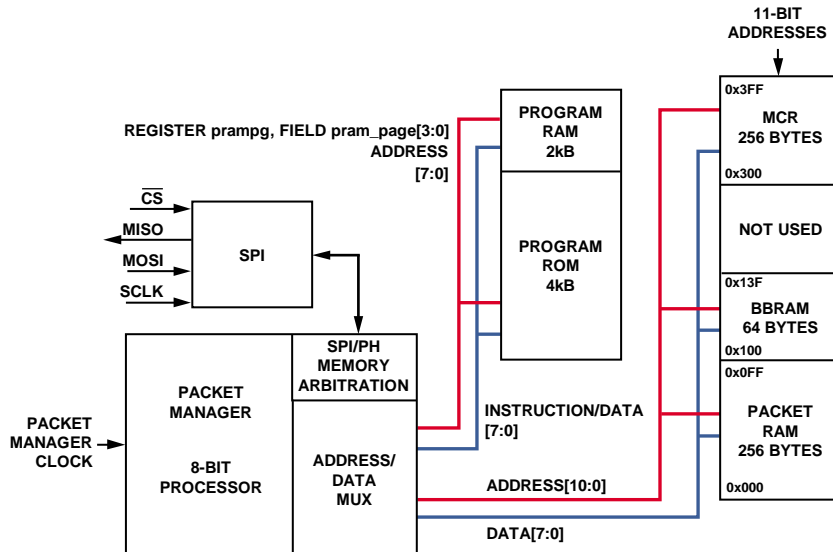 11-BIT
ADDRESSES
0x3FF
MCR
256 BYTES
0x300
NOT USED
0x13F
BBRAM
64 BYTES
0x100
0x0FF
PACKET
RAM
256 BYTES
0x000
PROGRAM
RAM
2kB
PROGRAM
ROM
4kB
REGISTER prampg, FIELD pram_page[3:0]
ADDRESS
[7:0]
CS
MISO
MOSI
SCLK
SPI
SPI/PH
MEMORY
ARBITRATION
PACKET
MANAGER
8-BIT
PROCESSOR
ADDRESS/
DATA
MUX
PACKET
MANAGER
CLOCK
INSTRUCTION/DATA
[7:0]
ADDRESS[10:0]
DATA[7:0]